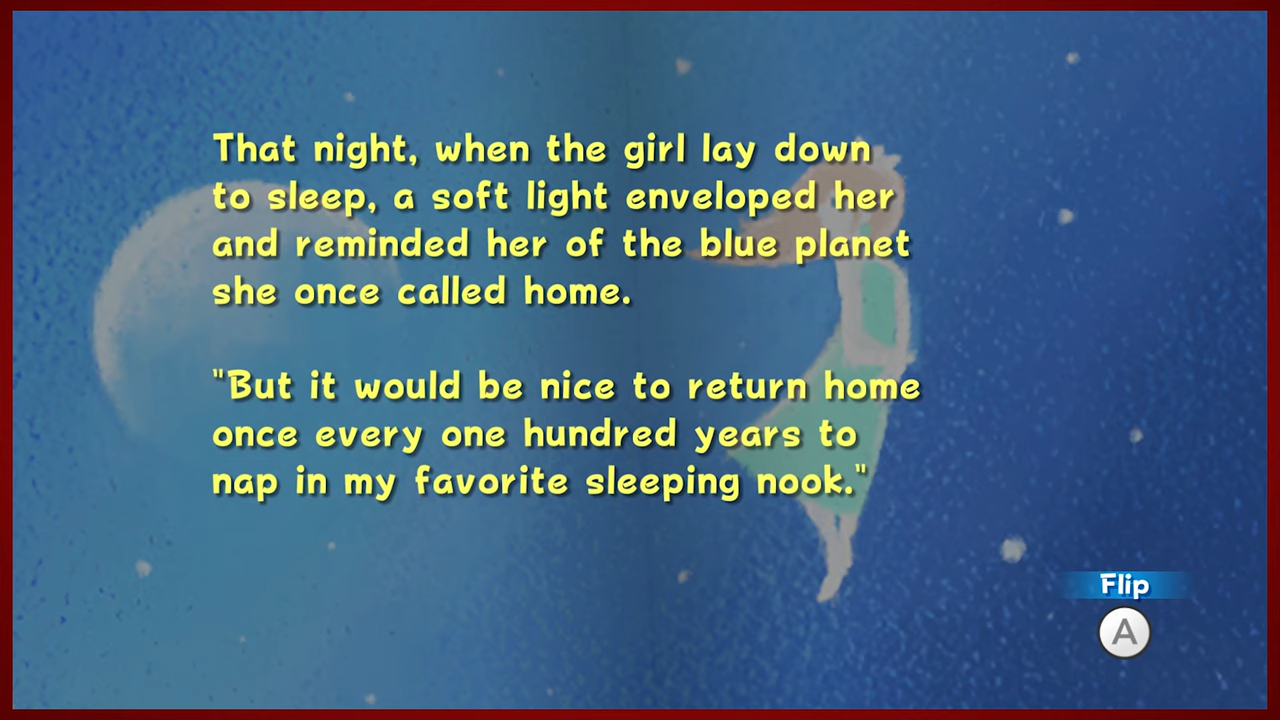 That night, when the girl lay down
to sleep, a soft light enveloped her
and reminded her of the blue planet
she once called home.
"But it would be nice to return home
once every one hundred years to
nap in my favorite sleeping nook."
Flip
A